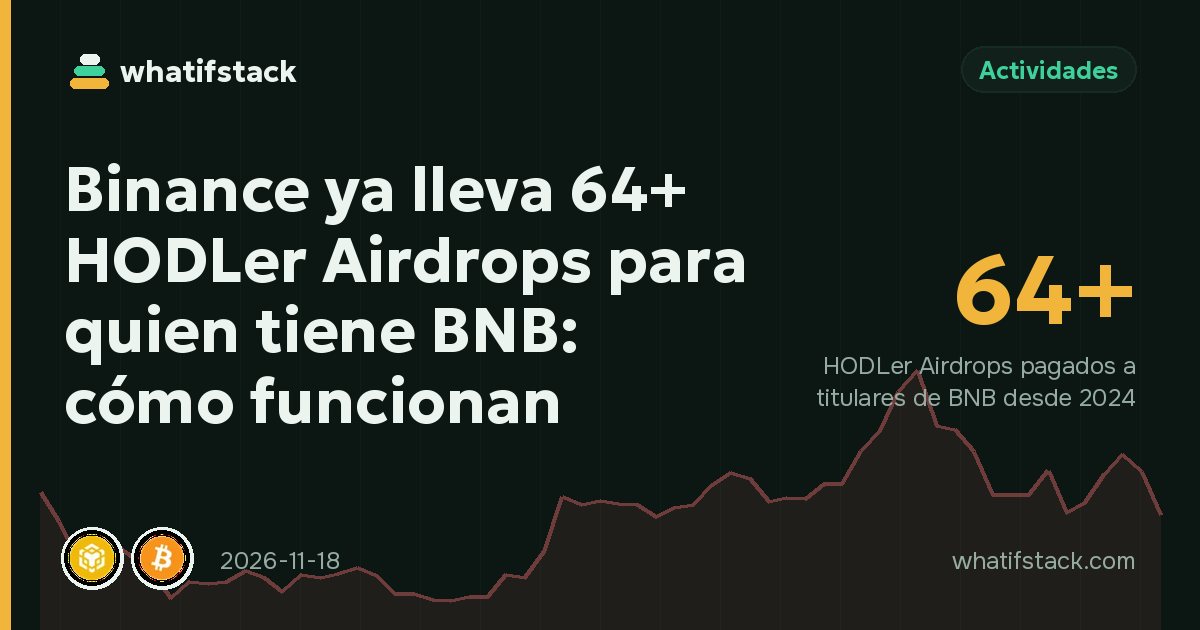 whatifstack
Actividades
Binance ya lleva 64+
HODLer Airdrops para
quien tiene BNB:
cómo funcionan
64+
HODLer Airdrops pagados a
titulares de BNB desde 2024
2026-11-18
whatifstack.com